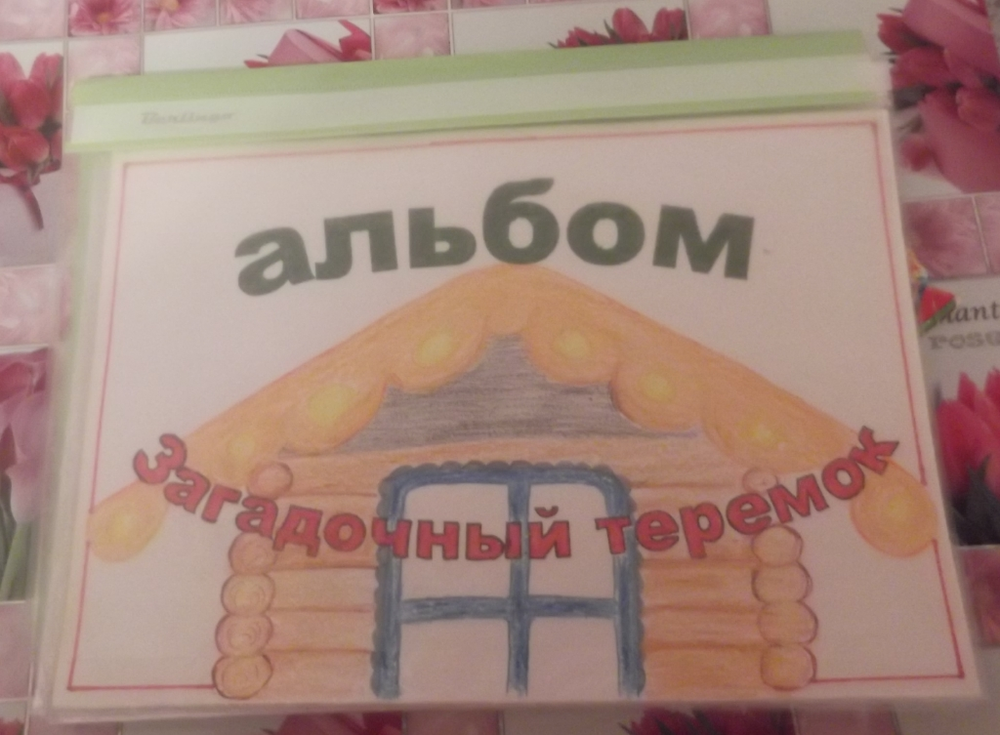 альбом
Загадочный теремок